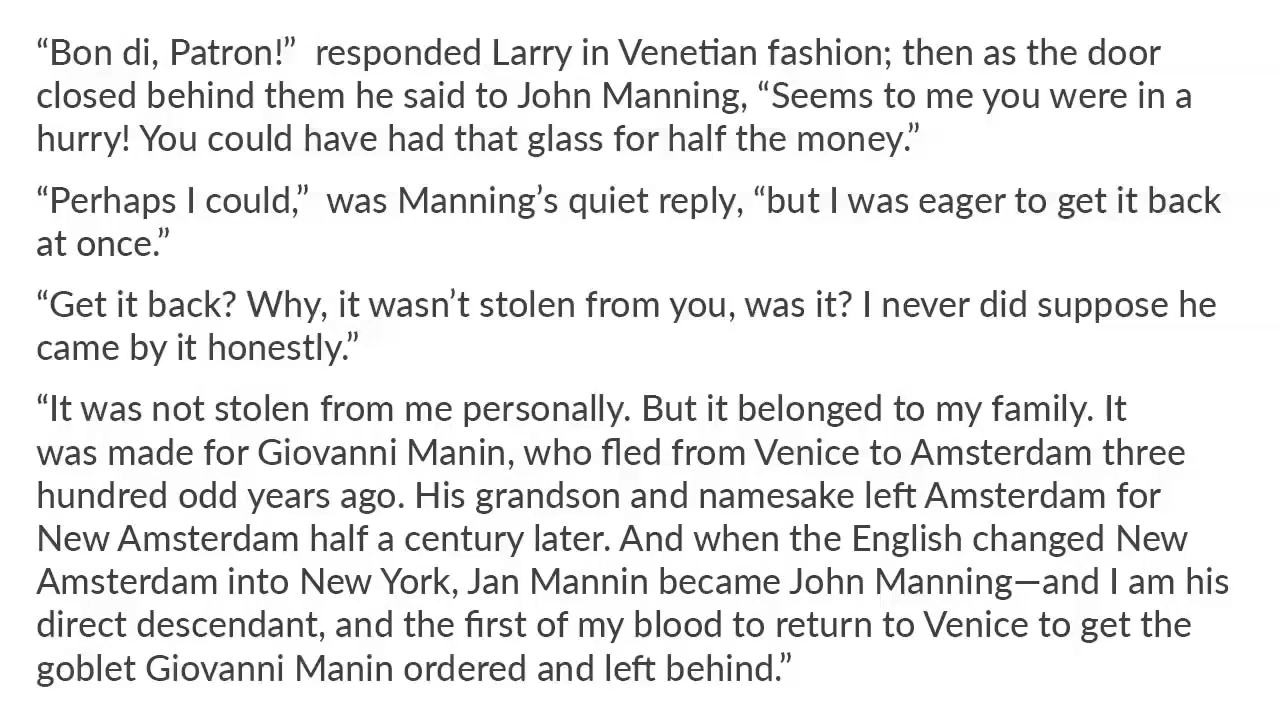 “Bon di, Patron!”  responded Larry in Venetian fashion; then as the door
closed behind them he said to John Manning, “Seems to me you were in a
hurry! You could have had that glass for half the money.”
“Perhaps I could,”  was Manning’s quiet reply, “but I was eager to get it back
at once.”
“Get it back? Why, it wasn’t stolen from you, was it? I never did suppose he
came by it honestly.”
“It was not stolen from me personally. But it belonged to my family. It
was made for Giovanni Manin, who fled from Venice to Amsterdam three
hundred odd years ago. His grandson and namesake left Amsterdam for
New Amsterdam half a century later. And when the English changed New
Amsterdam into New York, Jan Mannin became John Manning—and I am his
direct descendant, and the first of my blood to return to Venice to get the
goblet Giovanni Manin ordered and left behind.”